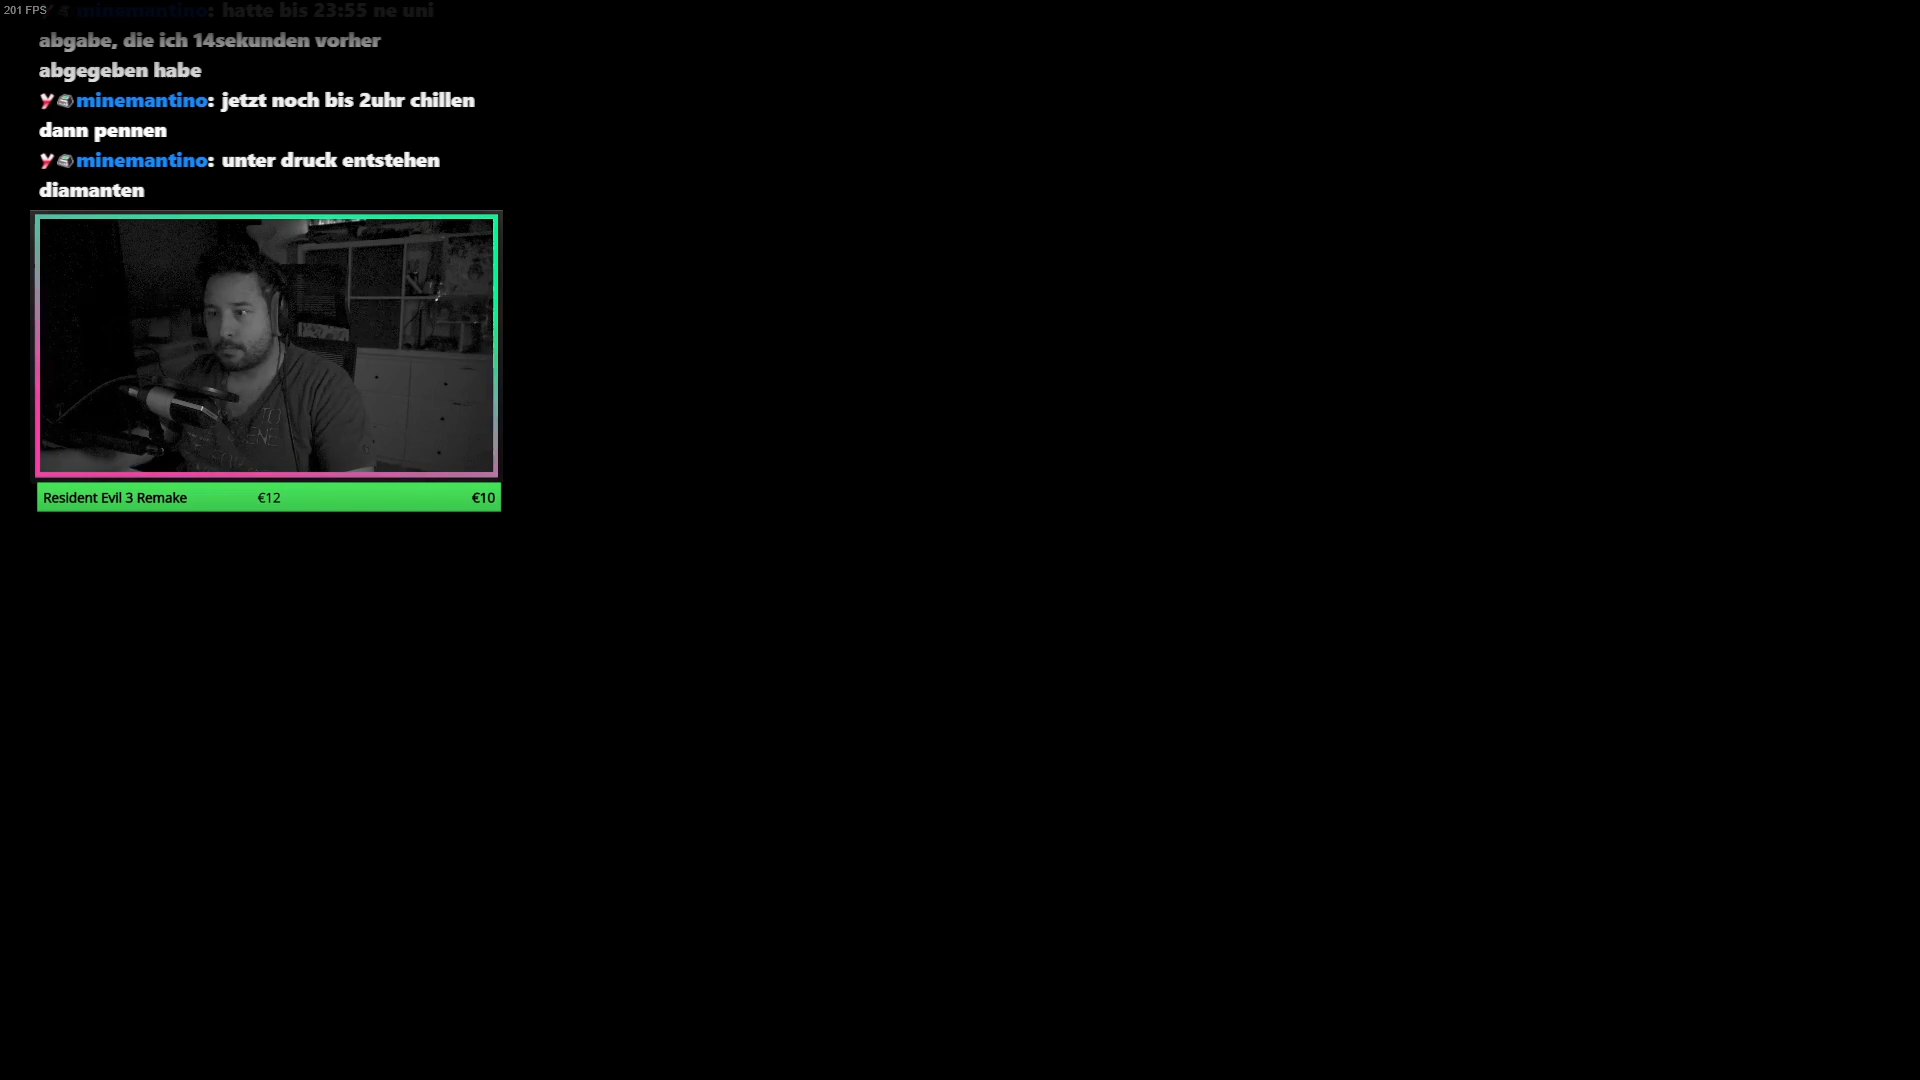 201 FPS
minemantino: hatte bis 23:55 ne uni
abgabe, die ich 14sekunden vorher
abgegeben habe
minemantino: jetzt noch bis 2uhr chillen
dann pennen
minemantino: unter druck entstehen
diamanten
Resident Evil 3 Remake €12 €10